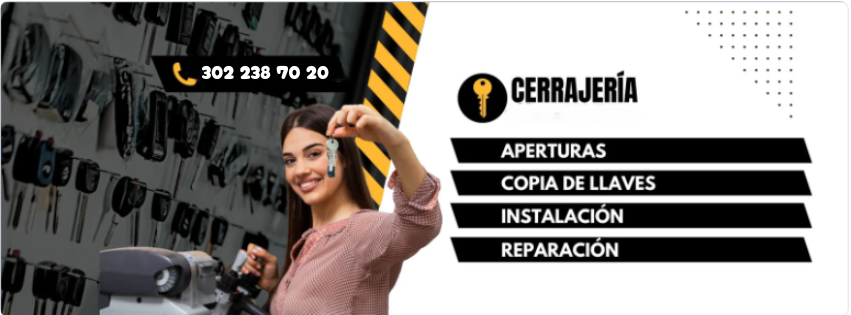 302 238 70 20
CERRAJERÍA
APERTURAS
COPIA DE LLAVES
INSTALACIÓN
REPARACIÓN